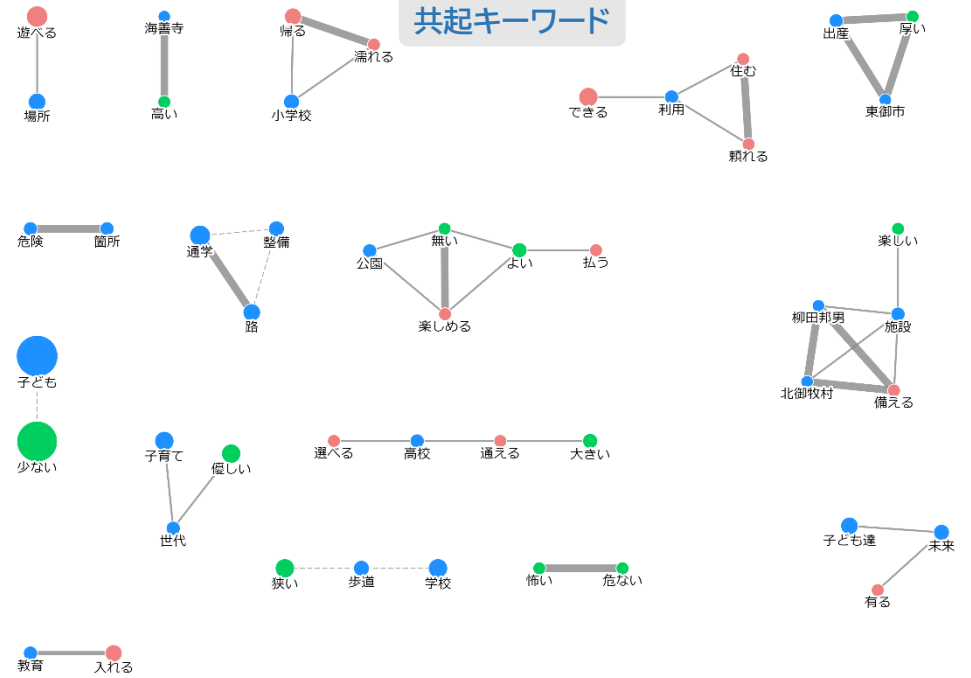 共起キーワード
遊べる
場所
海善寺
高い
帰る
濡れる
小学校
できる
利用
住む
頼れる
出産
厚い
東御市
危険
箇所
通学
整備
路
公園
無い
よい
払う
楽しめる
楽しい
柳田邦男
施設
北御牧村
備える
子ども
少ない
子育て
優しい
世代
選べる
高校
通える
大きい
狭い
歩道
学校
怖い
危ない
子ども達
未来
有る
教育
入れる